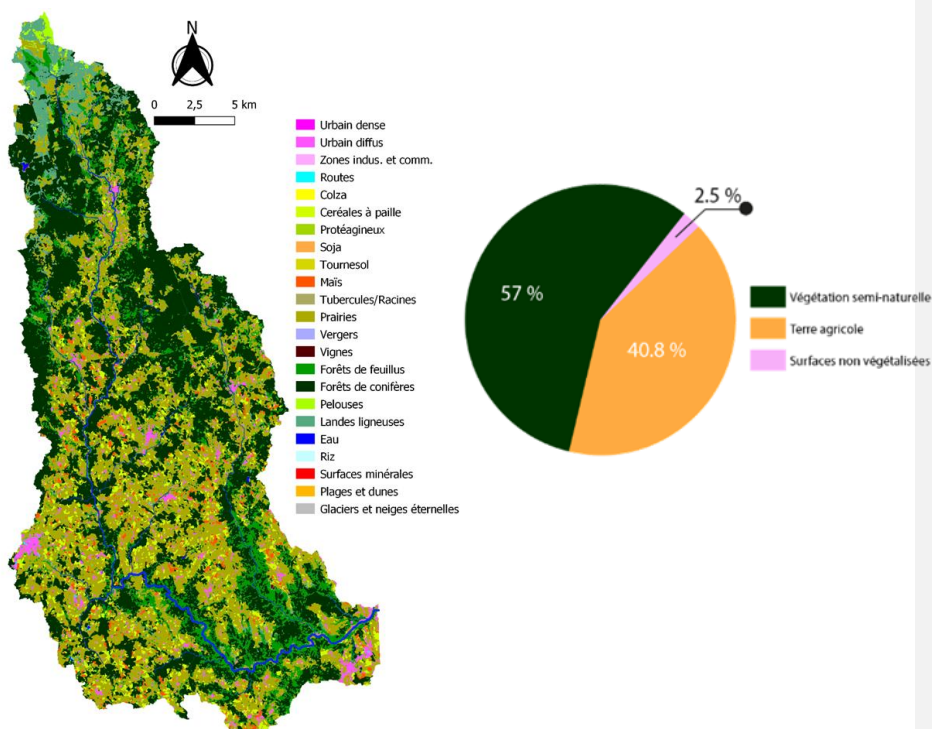 N
0 2,5 5 km
Urbain dense
Urbain diffus
Zones indus. et comm.
Routes
Colza
Ceréales à paille
Protéagineux
Soja
Tournesol
Maïs
Tubercules/Racines
Prairies
Vergers
Vignes
Forêts de feuillus
Forêts de conifères
Pelouses
Landes ligneuses
Eau
Riz
Surfaces minérales
Plages et dunes
Glaciers et neiges éternelles
2.5 %
57 %
40.8 %
Végétation semi-naturelle
Terre agricole
Surfaces non végétalisées